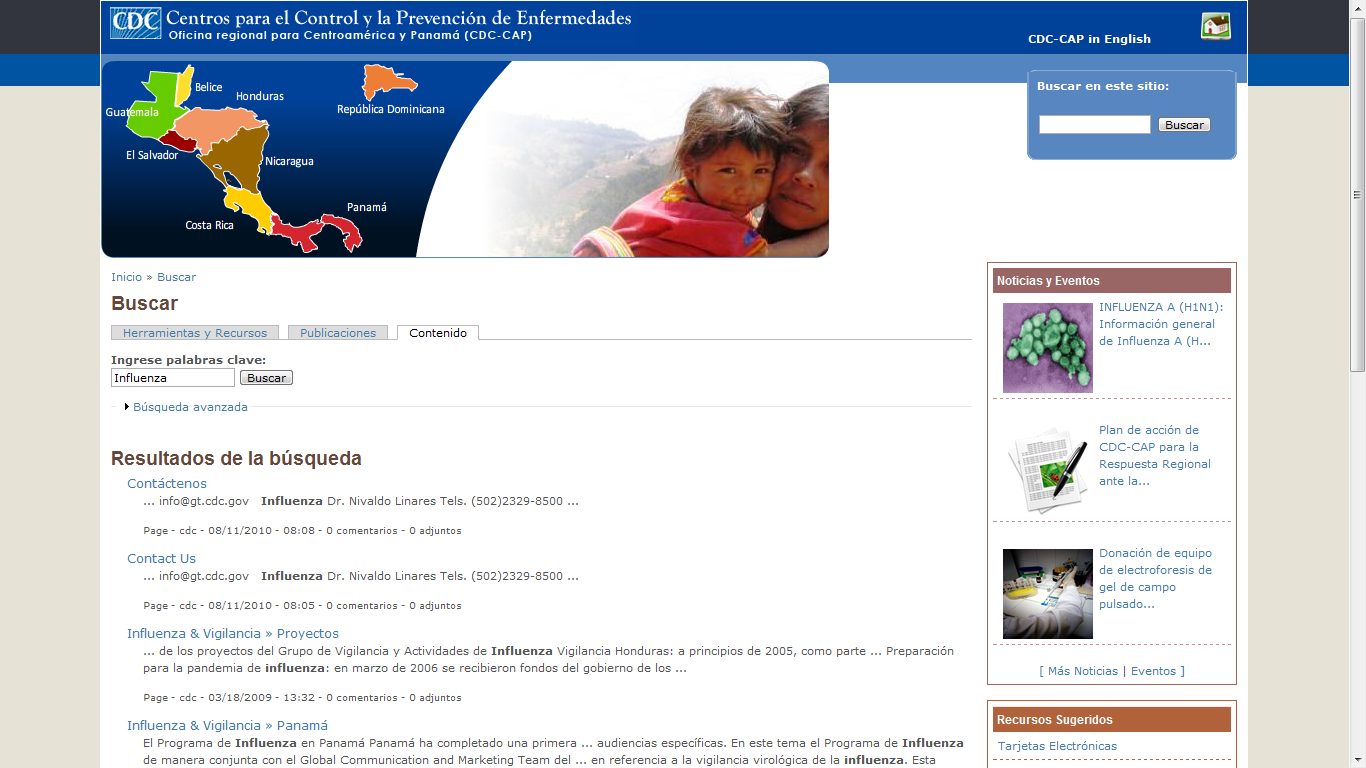 CDC
Centros para el Control y la Prevención de Enfermedades
Oficina regional para Centroamérica y Panamá (CDC-CAP)
CDC-CAP in English
Belice
Honduras
Guatemala
República Dominicana
El Salvador
Nicaragua
Panamá
Costa Rica
Buscar en este sitio:
Buscar
Inicio » Buscar
Buscar
Herramientas y Recursos
Publicaciones
Contenido
Ingrese palabras clave:
Influenza
Buscar
Búsqueda avanzada
Resultados de la búsqueda
Contáctenos
... info@gt.cdc.gov Influenza Dr. Nivaldo Linares Tels. (502)2329-8500 ...
Page - cdc - 08/11/2010 - 08:08 - 0 comentarios - 0 adjuntos
Contact Us
... info@gt.cdc.gov Influenza Dr. Nivaldo Linares Tels. (502)2329-8500 ...
Page - cdc - 08/11/2010 - 08:05 - 0 comentarios - 0 adjuntos
Influenza & Vigilancia » Proyectos
... de los proyectos del Grupo de Vigilancia y Actividades de Influenza Vigilancia Honduras: a principios de 2005, como parte ... Preparación
para la pandemia de influenza: en marzo de 2006 se recibieron fondos del gobierno de los ...
Page - cdc - 03/18/2009 - 13:32 - 0 comentarios - 0 adjuntos
Influenza & Vigilancia » Panamá
El Programa de Influenza en Panamá Panamá ha completado una primera ... audiencias específicas. En este tema el Programa de Influenza
de manera conjunta con el Global Communication and Marketing Team del ... en referencia a la vigilancia virológica de la influenza. Esta
Noticias y Eventos
INFLUENZA A (H1N1):
Información general
de Influenza A (H...
Plan de acción de
CDC-CAP para la
Respuesta Regional
ante la...
Donación de equipo
de electroforesis de
gel de campo
pulsado...
[ Más Noticias | Eventos ]
Recursos Sugeridos
Tarjetas Electrónicas